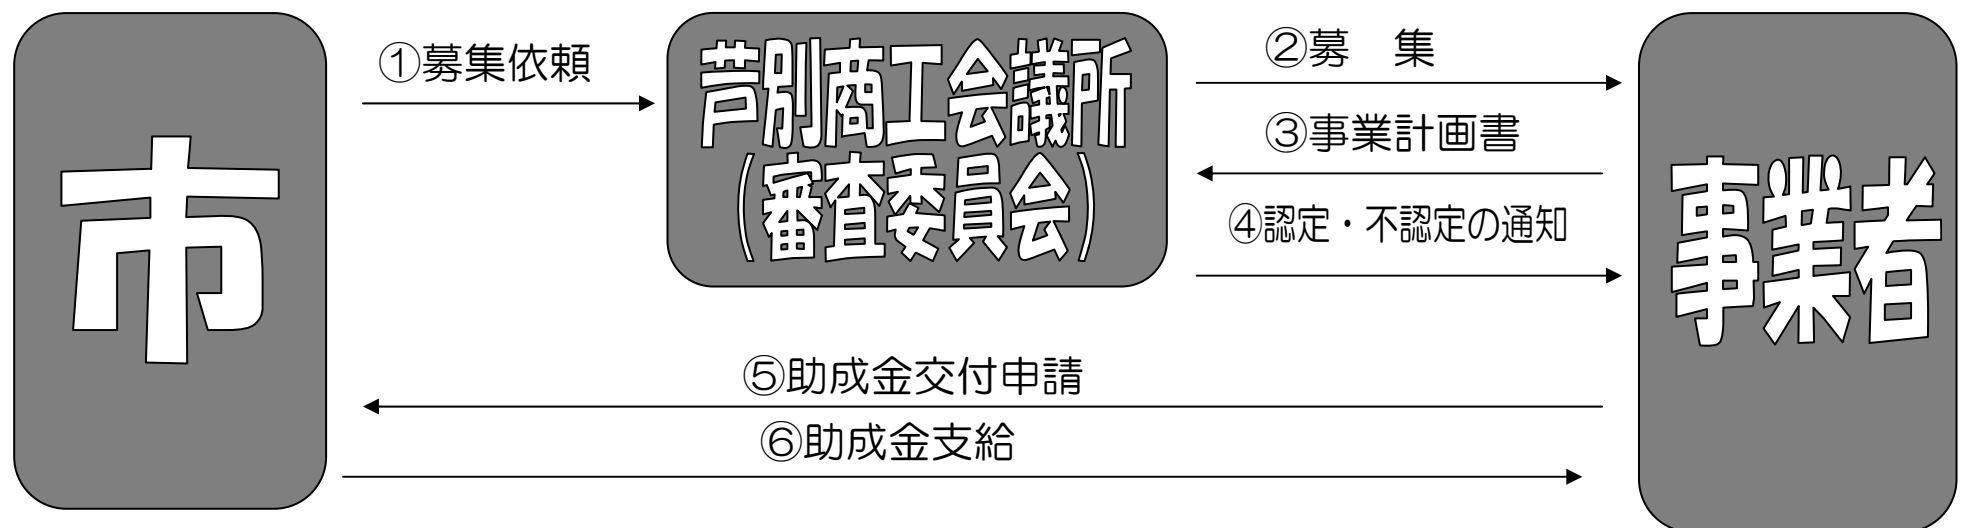 市
①募集依頼
芦別商工会議所
(審査委員会)
②募　集
③事業計画書
④認定・不認定の通知
事業者
⑤助成金交付申請
⑥助成金支給